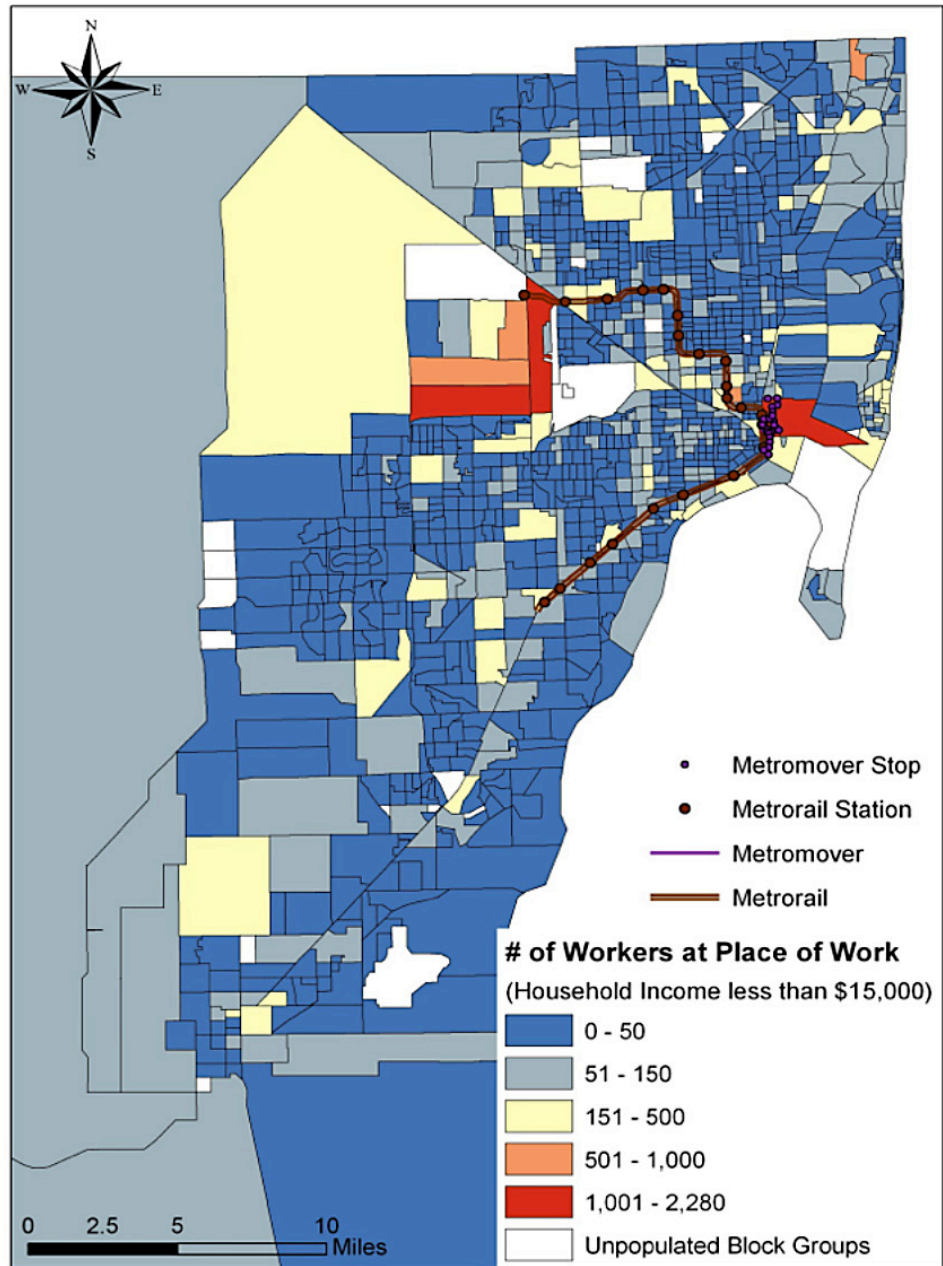 N
W
E
S
Metromover Stop
Metrorail Station
Metromover
Metrorail
# of Workers at Place of Work
(Household Income less than $15,000)
0 - 50
51 - 150
151 - 500
501 - 1,000
1,001 - 2,280
Unpopulated Block Groups
0 2.5 5 10
Miles